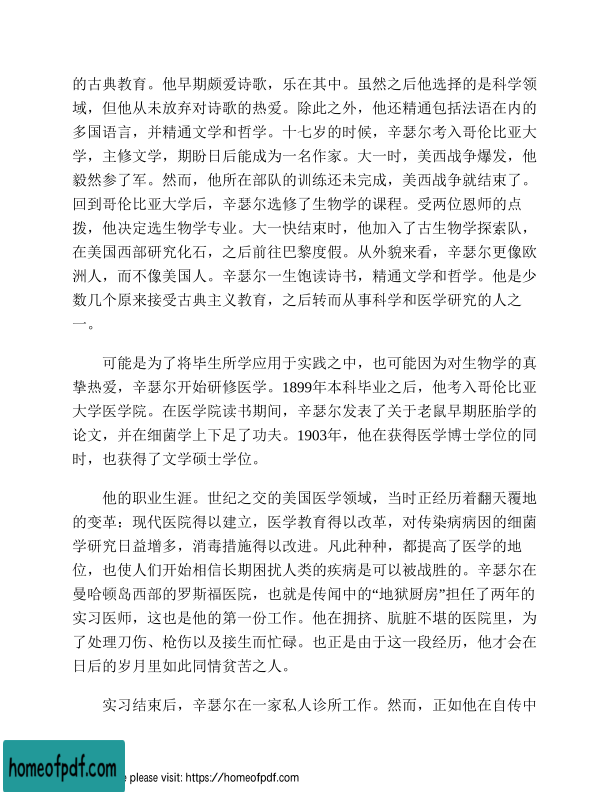 的古典教育。他早期颇爱诗歌，乐在其中。虽然之后他选择的是科学领
域，但他从未放弃对诗歌的热爱。除此之外，他还精通包括法语在内的
多国语言，并精通文学和哲学。十七岁的时候，辛瑟尔考入哥伦比亚大
学，主修文学，期盼日后能成为一名作家。大一时，美西战争爆发，他
毅然参了军。然而，他所在部队的训练还未完成，美西战争就结束了。
回到哥伦比亚大学后，辛瑟尔选修了生物学的课程。受两位恩师的点
拨，他决定选生物学专业。大一快结束时，他加入了古生物学探索队，
在美国西部研究化石，之后前往巴黎度假。从外貌来看，辛瑟尔更像欧
洲人，而不像美国人。辛瑟尔一生饱读诗书，精通文学和哲学。他是少
数几个原来接受古典主义教育，之后转而从事科学和医学研究的人之
一。
可能是为了将毕生所学应用于实践之中，也可能因为对生物学的真
挚热爱，辛瑟尔开始研修医学。1899年本科毕业之后，他考入哥伦比亚
大学医学院。在医学院读书期间，辛瑟尔发表了关于老鼠早期胚胎学的
论文，并在细菌学上下足了功夫。1903年，他在获得医学博士学位的同
时，也获得了文学硕士学位。
他的职业生涯。世纪之交的美国医学领域，当时正经历着翻天覆地
的变革：现代医院得以建立，医学教育得以改革，对传染病病因的细菌
学研究日益增多，消毒措施得以改进。凡此种种，都提高了医学的地
位，也使人们开始相信长期困扰人类的疾病是可以被战胜的。辛瑟尔在
曼哈顿岛西部的罗斯福医院，也就是传闻中的“地狱厨房”担任了两年的
实习医师，这也是他的第一份工作。他在拥挤、肮脏不堪的医院里，为
了处理刀伤、枪伤以及接生而忙碌。也正是由于这一段经历，他才会在
日后的岁月里如此同情贫苦之人。
实习结束后，辛瑟尔在一家私人诊所工作。然而，正如他在自传中
homeofpdf.com
e please visit: https://homeofpdf.com